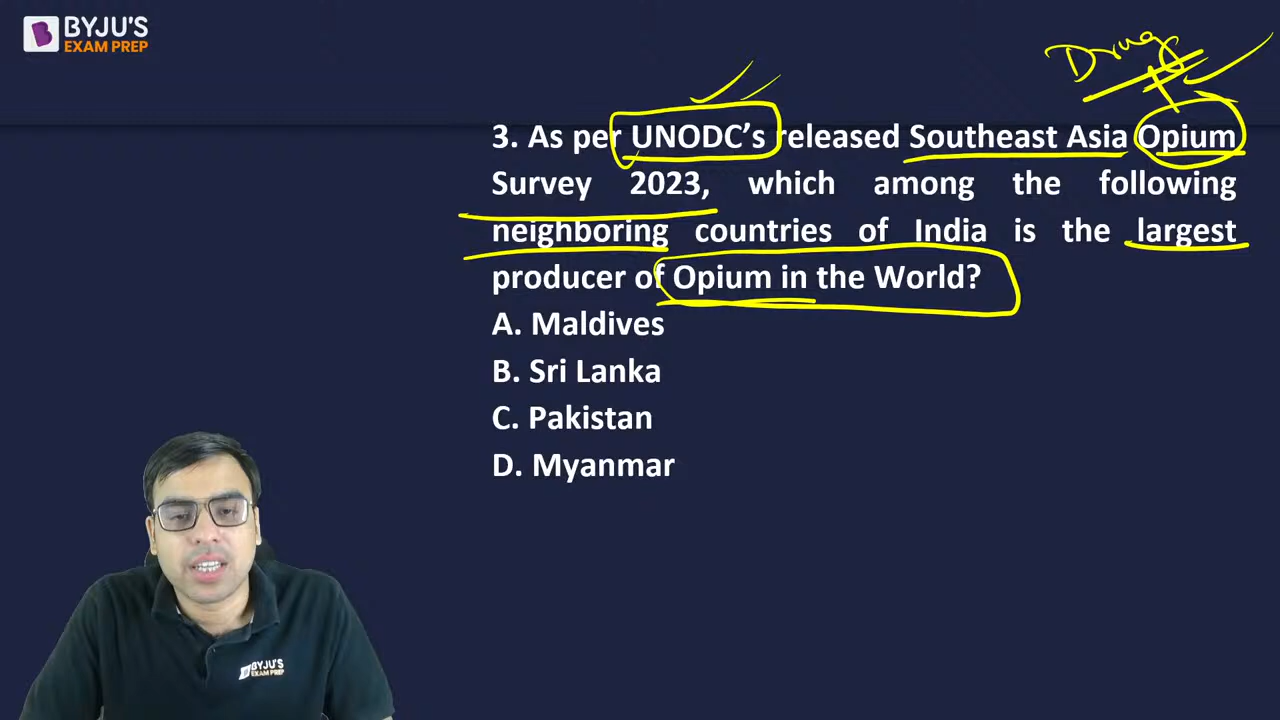 BYJU'S
EXAM PREP
Drug
3. As per UNODC's released Southeast Asia Opium
Survey 2023, which among the following
neighboring countries of India is the largest
producer of Opium in the World?
A. Maldives
B. Sri Lanka
C. Pakistan
D. Myanmar
BYJU'S
EXAM PREP